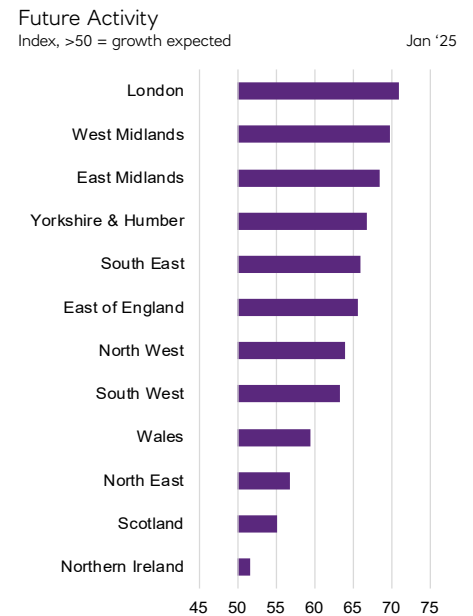 Future Activity
Index, >50 = growth expected Jan ‘25
London
West Midlands
East Midlands
Yorkshire & Humber
South East
East of England
North West
South West
Wales
North East
Scotland
Northern Ireland
45 50 55 60 65 70 75